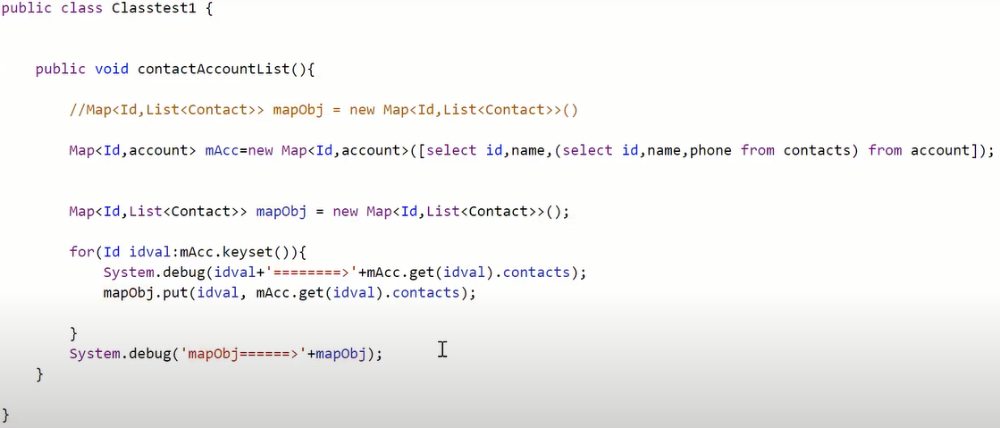 public class Classtest1 {
public void contactAccountList(){
//Map<Id,List<Contact>> mapObj = new Map<Id,List<Contact>>()
Map<Id,account> mAcc=new Map<Id,account>([select id,name,(select id,name,phone from contacts) from account]);
Map<Id,List<Contact>> mapObj = new Map<Id,List<Contact>>();
for(Id idval:mAcc.keyset()){
System.debug(idval+'========>'+mAcc.get(idval).contacts);
mapObj.put(idval, mAcc.get(idval).contacts);
}
System.debug('mapObj======>'+mapObj);
}
}